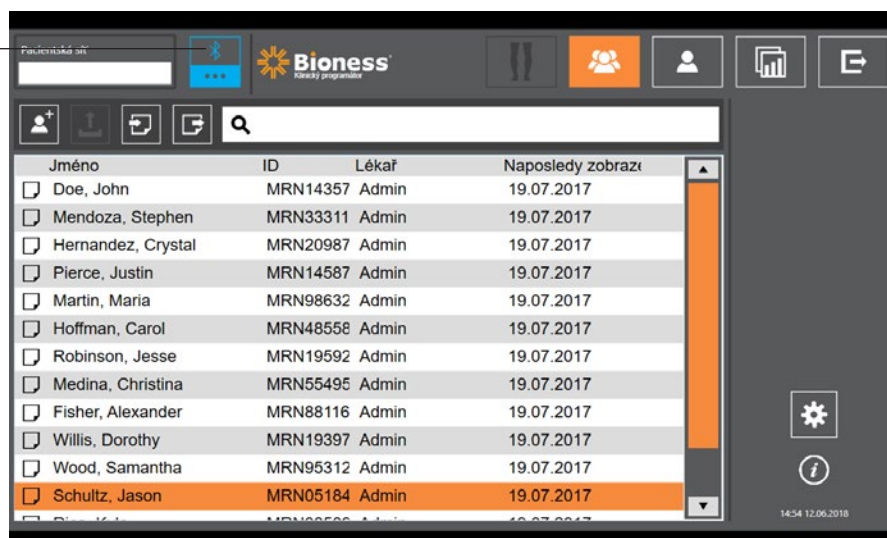 Pacientská síť
Bioness
Klinický programátor
Jméno ID Lékař Naposledy zobraze
Doe, John MRN14357 Admin 19.07.2017
Mendoza, Stephen MRN33311 Admin 19.07.2017
Hernandez, Crystal MRN20987 Admin 19.07.2017
Pierce, Justin MRN14587 Admin 19.07.2017
Martin, Maria MRN98632 Admin 19.07.2017
Hoffman, Carol MRN48558 Admin 19.07.2017
Robinson, Jesse MRN19592 Admin 19.07.2017
Medina, Christina MRN55495 Admin 19.07.2017
Fisher, Alexander MRN88116 Admin 19.07.2017
Willis, Dorothy MRN19397 Admin 19.07.2017
Wood, Samantha MRN95312 Admin 19.07.2017
Schultz, Jason MRN05184 Admin 19.07.2017
14:54 12.06.2018